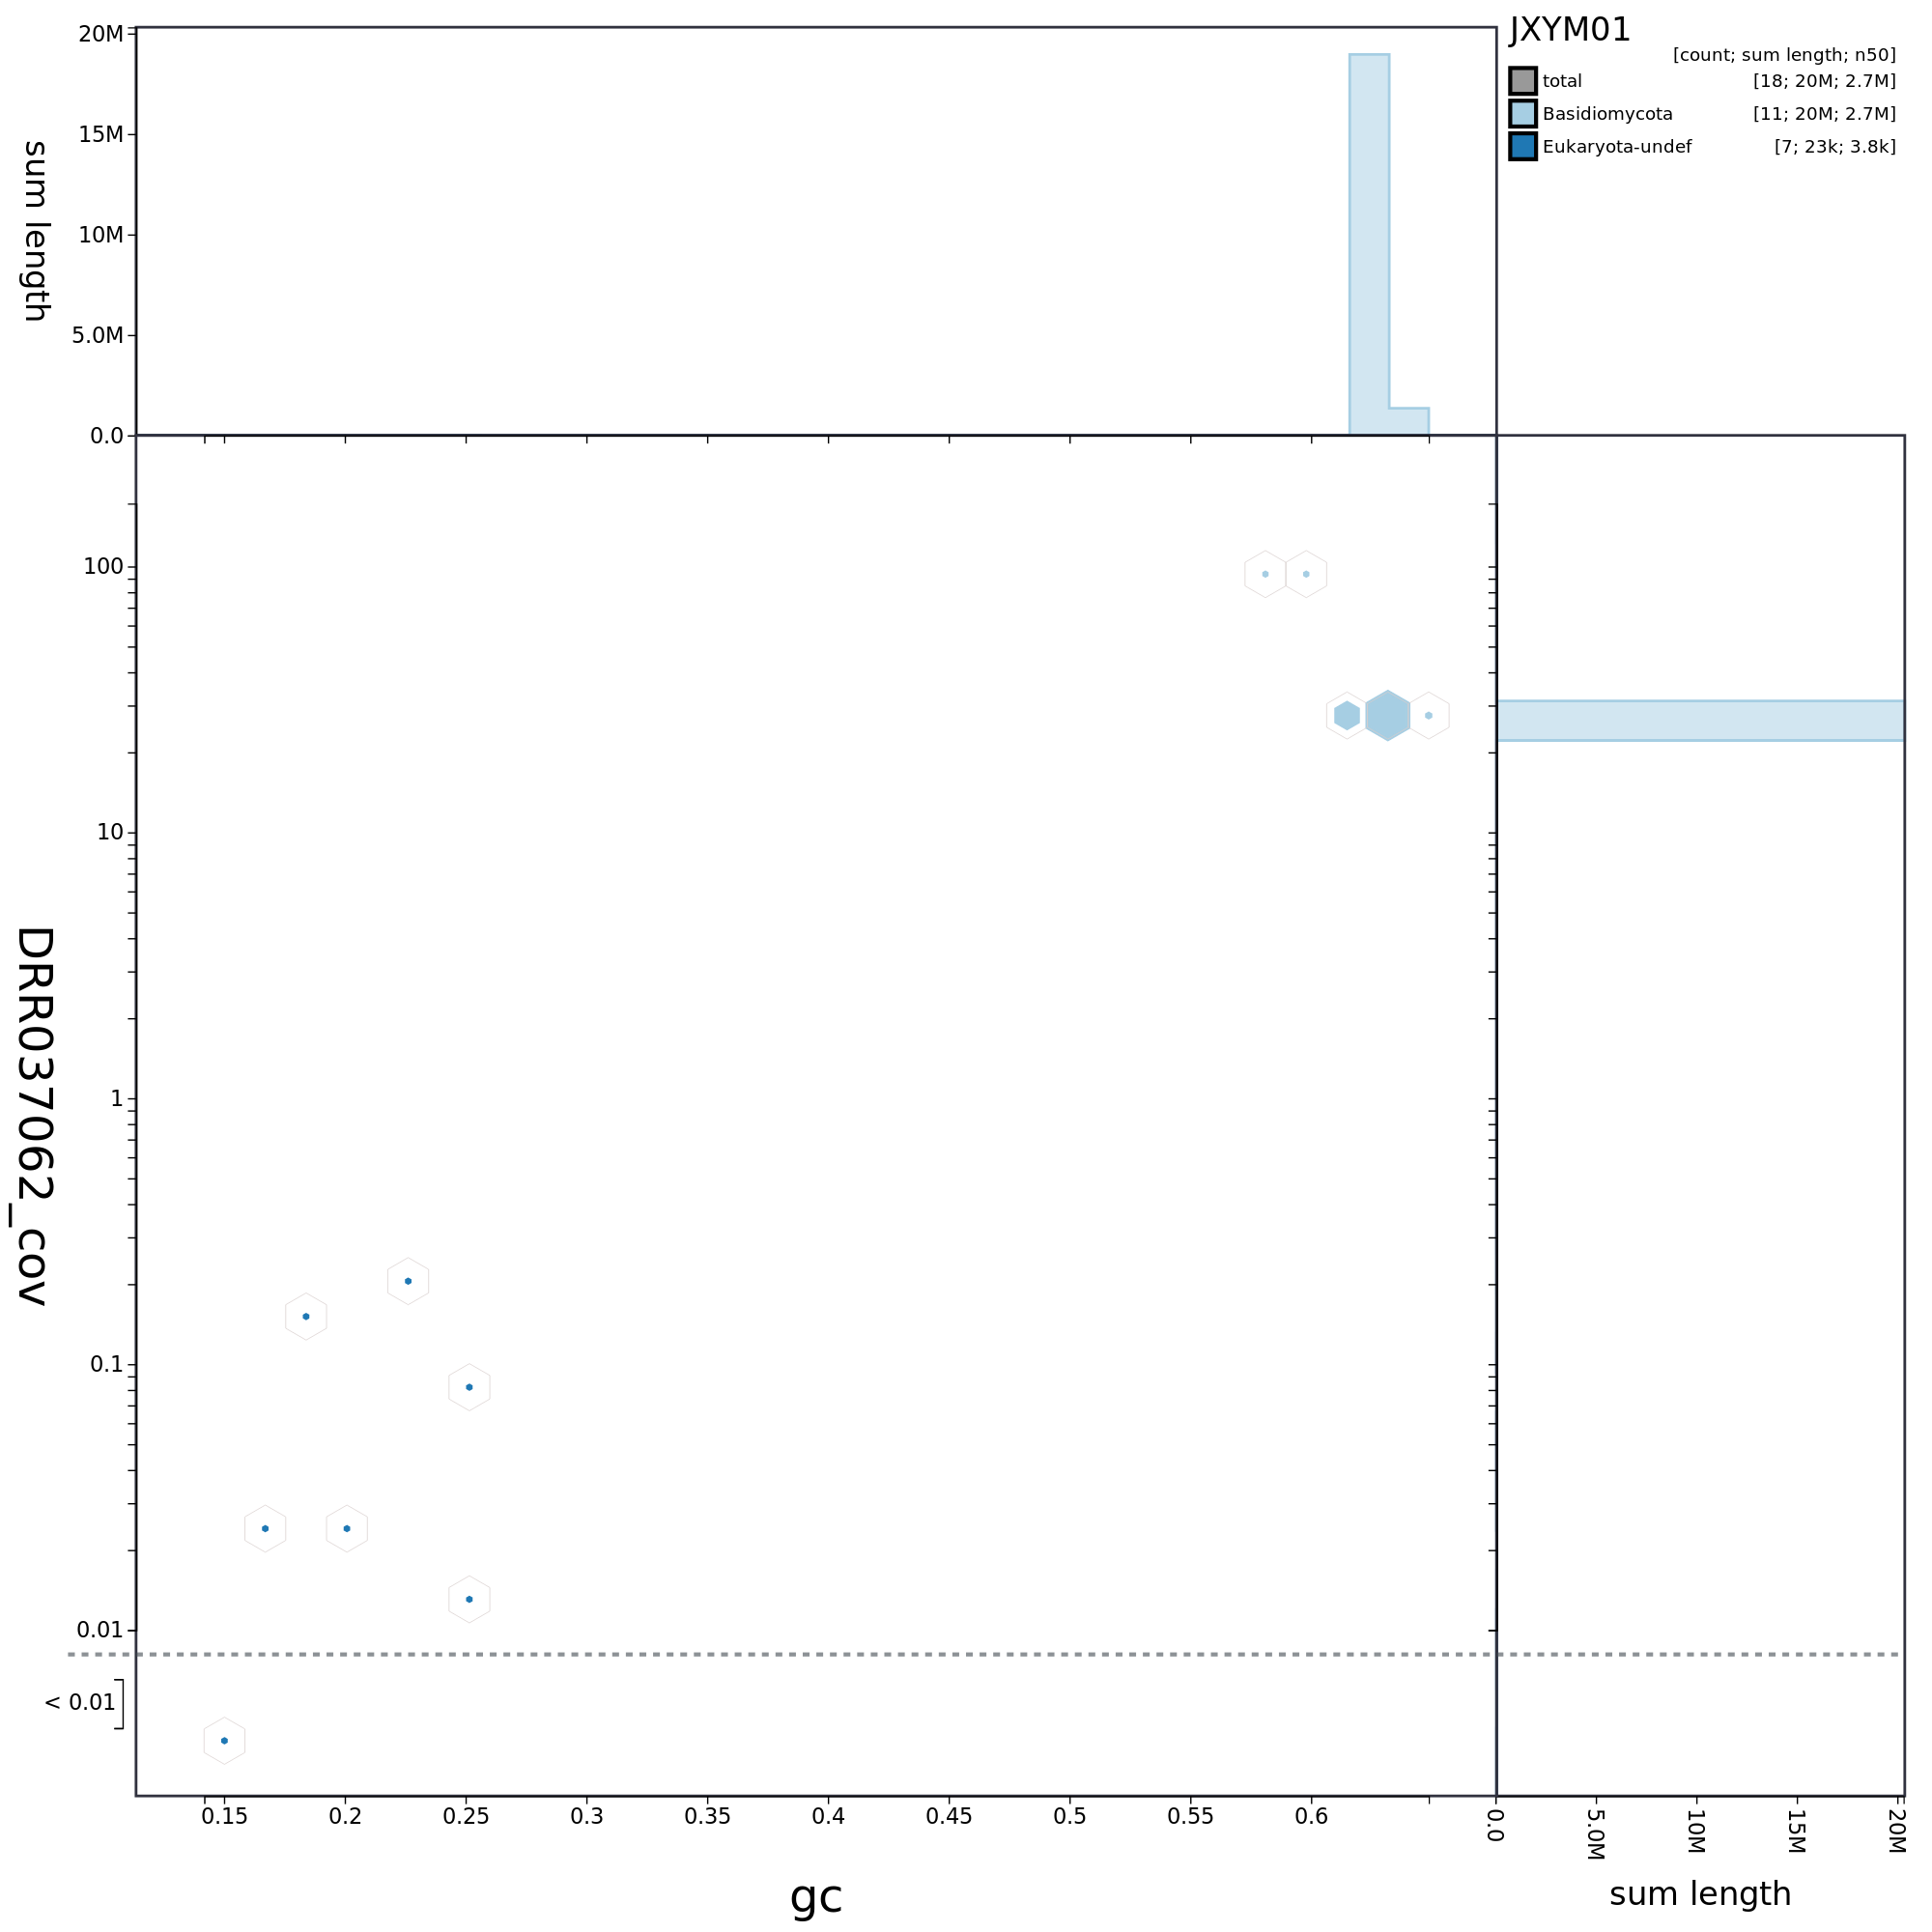 JXYM01
[count; sum length; n50]
total [18; 20M; 2.7M]
Basidiomycota [11; 20M; 2.7M]
Eukaryota-undef [7; 23k; 3.8k]
sum length
20M
15M
10M
5.0M
0.0
DRR037062_cov
100
10
1
0.1
0.01
< 0.01
0.15 0.2 0.25 0.3 0.35 0.4 0.45 0.5 0.55 0.6
gc
0.0 5.0M 10M 15M 20M
sum length